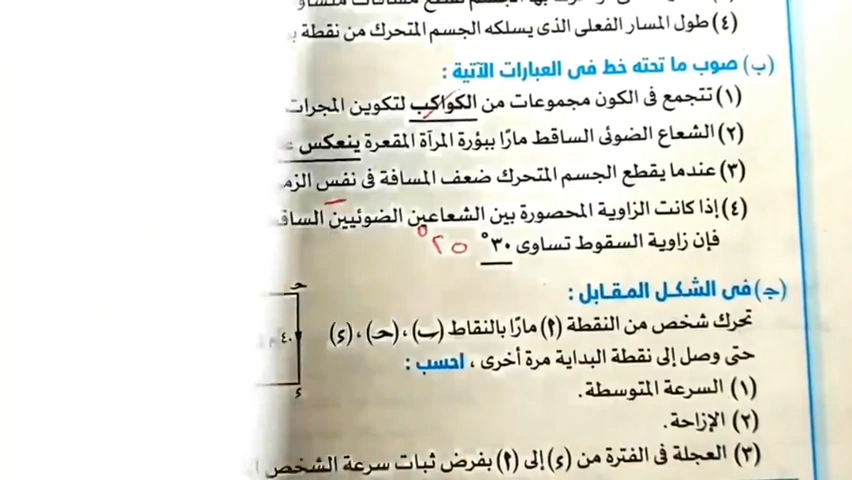 (٤) طول المسار الفعلى الذى يسلكه الجسم المتحرك من نقطة
(ب) صوب ما تحته خط فى العبارات الآتية :
(١) تتجمع فى الكون مجموعات من الكواكب لتكوين المجرات
(٢) الشعاع الضوئى الساقط مارًا ببؤرة المرآة المقعرة ينعكس
(٣) عندما يقطع الجسم المتحرك ضعف المسافة فى نفس
(٤) إذا كانت الزاوية المحصورة بين الشعاعين الضوئيين
فإن زاوية السقوط تساوى ٣٠° ٢٥°
(جـ) فى الشكل المقابل :
تحرك شخص من النقطة (أ) مارًا بالنقاط (ب)، (حـ)، (ء)
حتى وصل إلى نقطة البداية مرة أخرى ، احسب :
(١) السرعة المتوسطة.
(٢) الإزاحة.
(٣) العجلة فى الفترة من (ء) إلى (أ) بفرض ثبات سرعة الشخص
حـ
٤٠
ء